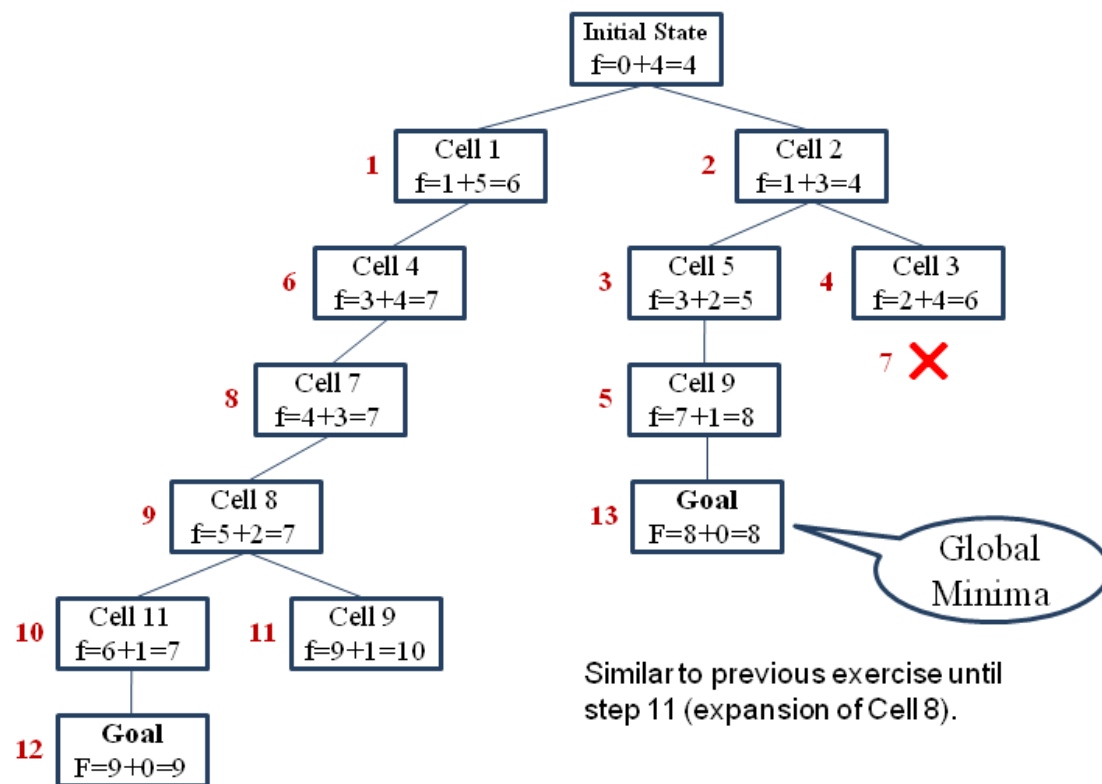 Initial State
f=0+4=4
1
Cell 1
f=1+5=6
2
Cell 2
f=1+3=4
6
Cell 4
f=3+4=7
3
Cell 5
f=3+2=5
4
Cell 3
f=2+4=6
7
8
Cell 7
f=4+3=7
5
Cell 9
f=7+1=8
9
Cell 8
f=5+2=7
13
Goal
F=8+0=8
Global
Minima
10
Cell 11
f=6+1=7
11
Cell 9
f=9+1=10
Similar to previous exercise until
step 11 (expansion of Cell 8).
12
Goal
F=9+0=9